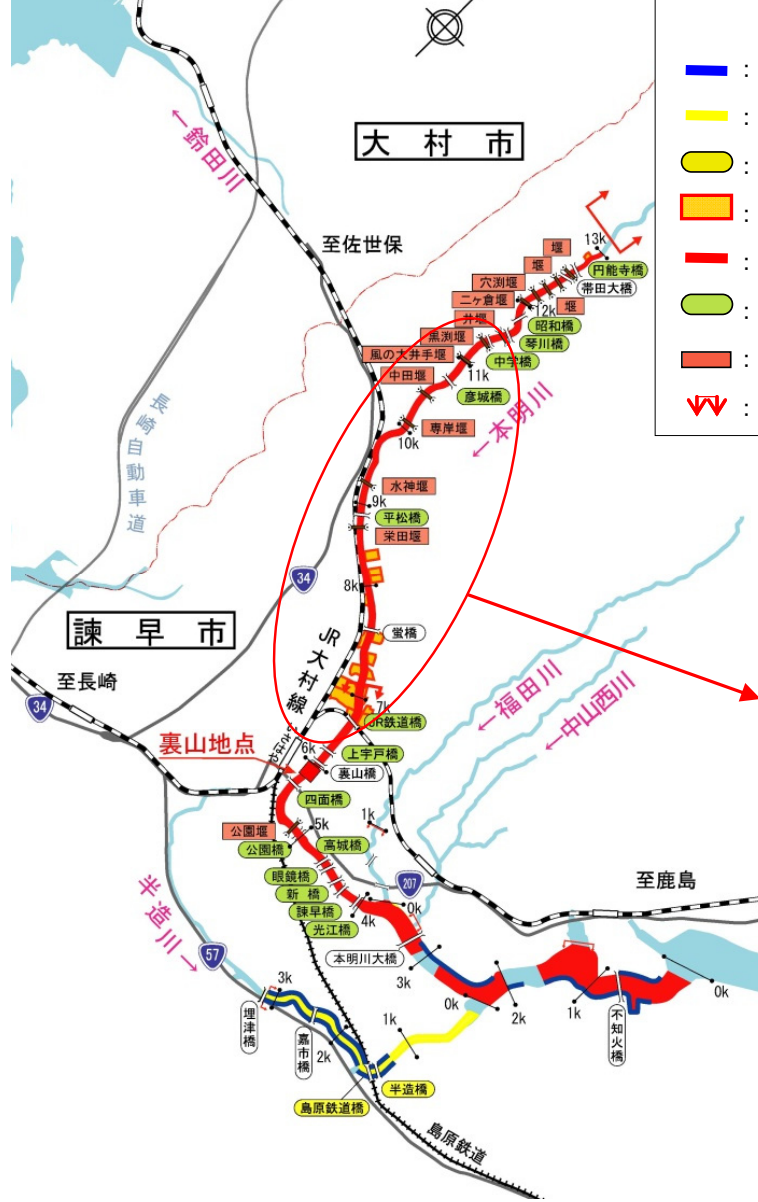 大村市
←鈴田川
至佐世保
堰
13k
堰
円能寺橋
穴渕堰
帯田大橋
二ヶ倉堰
12k
堰
井堰
昭和橋
黒渕堰
琴川橋
風の大井手堰
中学橋
11k
中田堰
彦城橋
←本明川
長崎自動車道
10k
専岸堰
水神堰
9k
平松橋
栄田堰
34
8k
諫早市
JR大村線
蛍橋
至長崎
34
7k
JR鉄道橋
←福田川
←中山西川
裏山地点
6k
上宇戸橋
裏山橋
四面橋
1k
公園堰
5k
公園橋
高城橋
眼鏡橋
207
至鹿島
新橋
諫早橋
4k
0k
光江橋
半造川→
57
本明川大橋
3k
3k
0k
2k
1k
0k
不知火橋
埋津橋
嘉市橋
2k
1k
半造橋
島原鉄道橋
島原鉄道
:
:
:
:
:
:
:
: